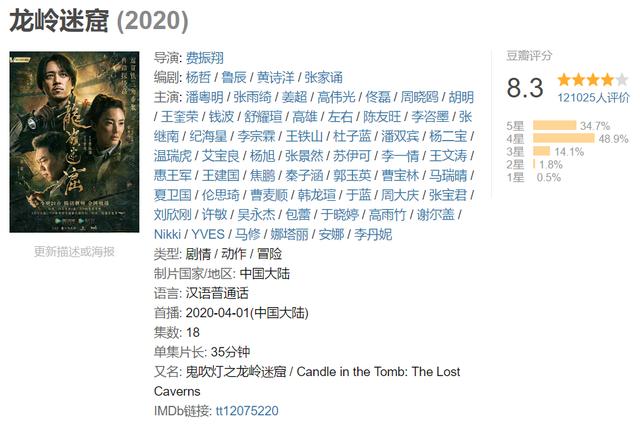 龙岭迷窟 (2020)
龙岭迷窟
导演: 费振翔
编剧: 杨哲 / 鲁辰 / 黄诗洋 / 张家诵
主演: 潘粤明 / 张雨绮 / 姜超 / 高伟光 / 佟磊 / 周晓鸥 / 胡明
/ 王奎荣 / 钱波 / 舒耀瑄 / 高雄 / 左右 / 陈友旺 / 李咨墨 / 张
继南 / 纪海星 / 李宗霖 / 王铁山 / 杜子蓝 / 潘双宾 / 杨二宝 /
温瑞虎 / 艾宝良 / 杨旭 / 张景然 / 苏伊可 / 李一情 / 王文涛 /
惠王军 / 王建国 / 焦鹏 / 秦子涵 / 郭玉英 / 曹宝林 / 马瑞晴 /
夏卫国 / 伦思琦 / 曹麦顺 / 韩龙瑄 / 于蓝 / 周大庆 / 张宝君 /
刘欣刚 / 许敏 / 吴永杰 / 包蕾 / 于晓婷 / 高雨竹 / 谢尔盖 /
Nikki / YVES / 马修 / 娜塔丽 / 安娜 / 李丹妮
类型: 剧情 / 动作 / 冒险
制片国家/地区: 中国大陆
语言: 汉语普通话
首播: 2020-04-01(中国大陆)
集数: 18
单集片长: 35分钟
又名: 鬼吹灯之龙岭迷窟 / Candle in the Tomb: The Lost
Caverns
IMDb链接: tt12075220
更新描述或海报
豆瓣评分
8.3
121025人评价
5星 34.7%
4星 48.9%
3星 14.1%
2星 1.8%
1星 0.5%